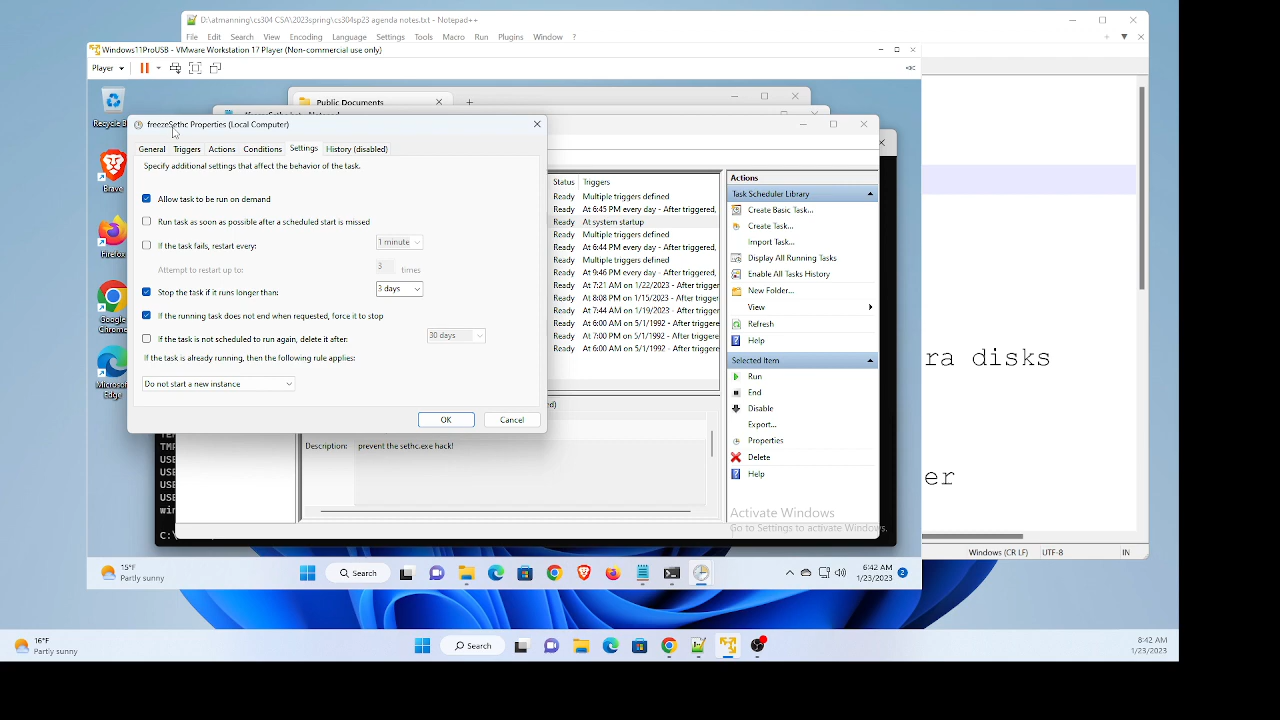 D:\atmanning\cs304 CSA\2023spring\cs304sp23 agenda notes.txt - Notepad++
File Edit Search View Encoding Language Settings Tools Macro Run Plugins Window ?
Windows11ProUSB - VMware Workstation 17 Player (Non-commercial use only)
Player
Recycle B
Public Documents
freezeSethc Properties (Local Computer)
General Triggers Actions Conditions Settings History (disabled)
Specify additional settings that affect the behavior of the task.
Allow task to be run on demand
Run task as soon as possible after a scheduled start is missed
If the task fails, restart every: 1 minute
Attempt to restart up to: 3 times
Stop the task if it runs longer than: 3 days
If the running task does not end when requested, force it to stop
If the task is not scheduled to run again, delete it after: 30 days
If the task is already running, then the following rule applies:
Do not start a new instance
OK Cancel
Brave
Firefox
Google
Chrome
Microsoft
Edge
Status Triggers
Ready Multiple triggers defined
Ready At 6:45 PM every day - After triggered,
Ready At system startup
Ready Multiple triggers defined
Ready At 6:44 PM every day - After triggered,
Ready Multiple triggers defined
Ready At 9:46 PM every day - After triggered,
Ready At 7:21 AM on 1/22/2023 - After trigger
Ready At 8:08 PM on 1/15/2023 - After trigger
Ready At 7:44 AM on 1/19/2023 - After trigger
Ready At 6:00 AM on 5/1/1992 - After triggere
Ready At 7:00 PM on 5/1/1992 - After triggere
Ready At 6:00 AM on 5/1/1992 - After triggere
ed)
Description: prevent the sethc.exe hack!
Actions
Task Scheduler Library
Create Basic Task...
Create Task...
Import Task...
Display All Running Tasks
Enable All Tasks History
New Folder...
View
Refresh
Help
Selected Item
Run
End
Disable
Export...
Properties
Delete
Help
TMP
USE
USE
USE
win
C:\
Activate Windows
Go to Settings to activate Windows.
ra disks
er
Windows (CR LF) UTF-8 IN
15°F
Partly sunny
Search
6:42 AM
1/23/2023
2
16°F
Partly sunny
Search
8:42 AM
1/23/2023